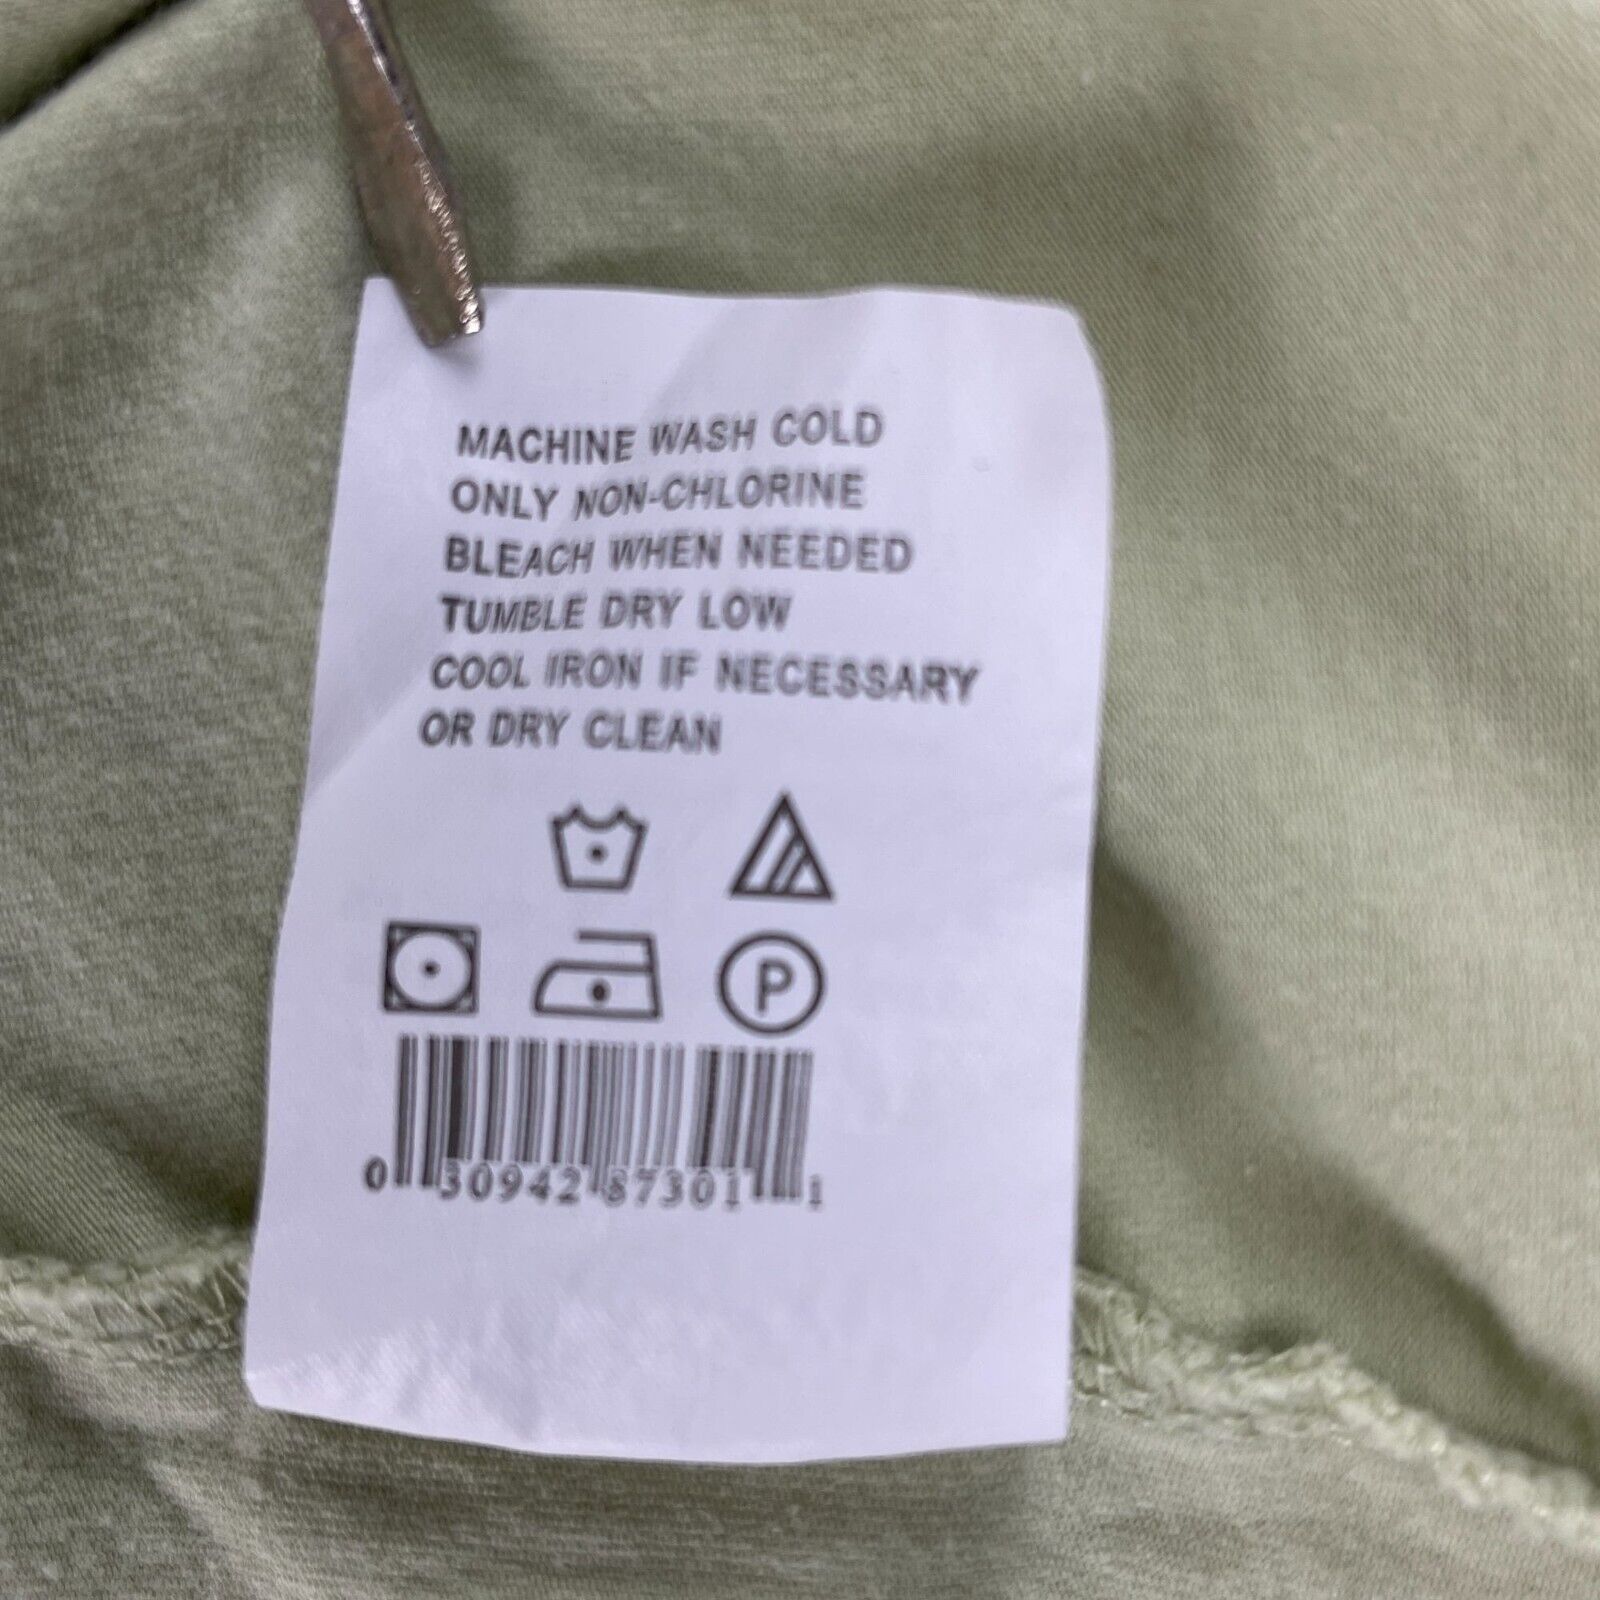 MACHINE WASH COLD
ONLY NON-CHLORINE
BLEACH WHEN NEEDED
TUMBLE DRY LOW
COOL IRON IF NECESSARY
OR DRY CLEAN
P
0 30942 87301 1